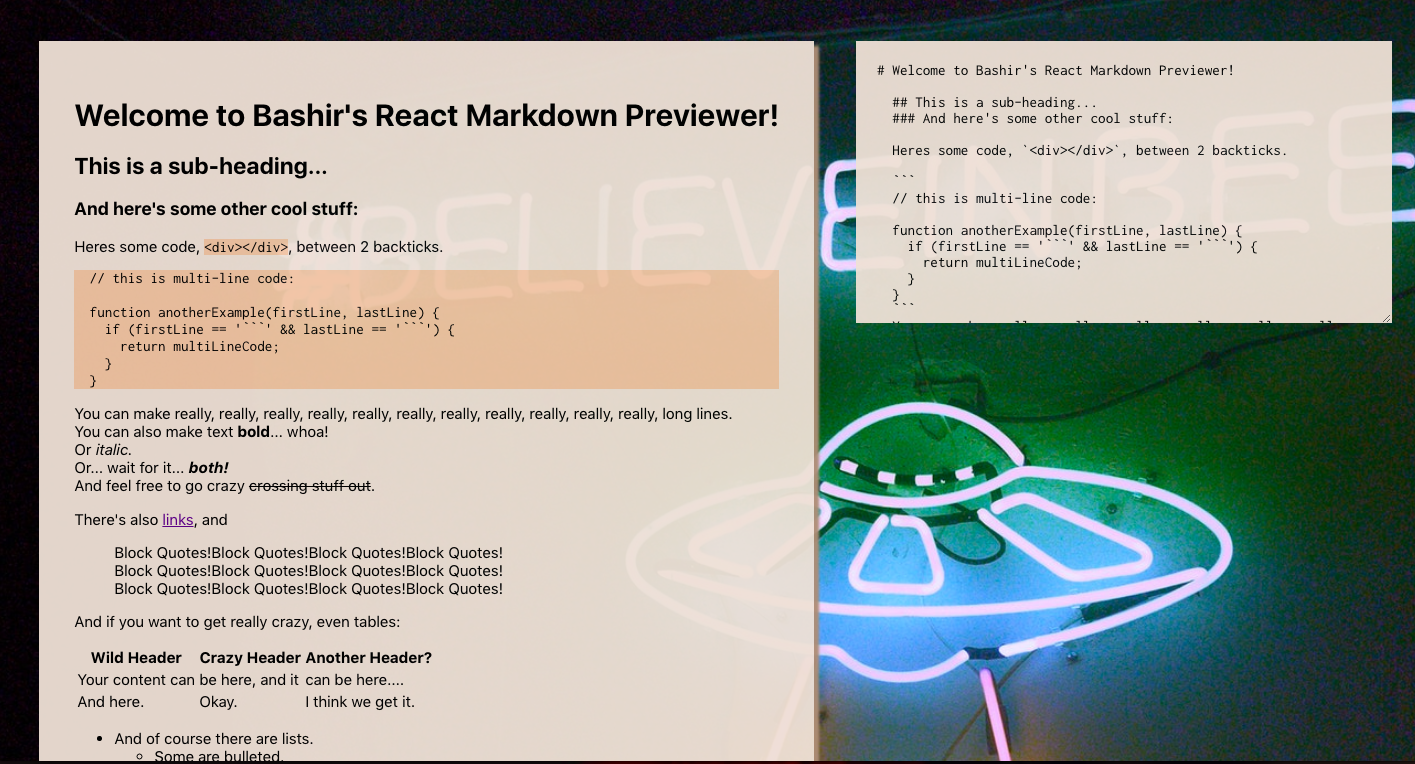 Welcome to Bashir's React Markdown Previewer!
This is a sub-heading...
And here's some other cool stuff:
Heres some code, <div></div>, between 2 backticks.
// this is multi-line code:
function anotherExample(firstLine, lastLine) {
if (firstLine == '```' && lastLine == '```') {
return multiLineCode;
}
}
You can make really, really, really, really, really, really, really, really, really, really, really, long lines.
You can also make text bold... whoa!
Or italic.
Or... wait for it... both!
And feel free to go crazy crossing stuff out.
There's also links, and
Block Quotes!Block Quotes!Block Quotes!Block Quotes!
Block Quotes!Block Quotes!Block Quotes!Block Quotes!
Block Quotes!Block Quotes!Block Quotes!Block Quotes!
And if you want to get really crazy, even tables:
Wild Header Crazy Header Another Header?
Your content can be here, and it can be here....
And here. Okay. I think we get it.
And of course there are lists.
Some are bulleted.
# Welcome to Bashir's React Markdown Previewer!
## This is a sub-heading...
### And here's some other cool stuff:
Heres some code, `<div></div>`, between 2 backticks.
```
// this is multi-line code:
function anotherExample(firstLine, lastLine) {
if (firstLine == '```' && lastLine == '```') {
return multiLineCode;
}
}
```
#BELIEVEINBEE